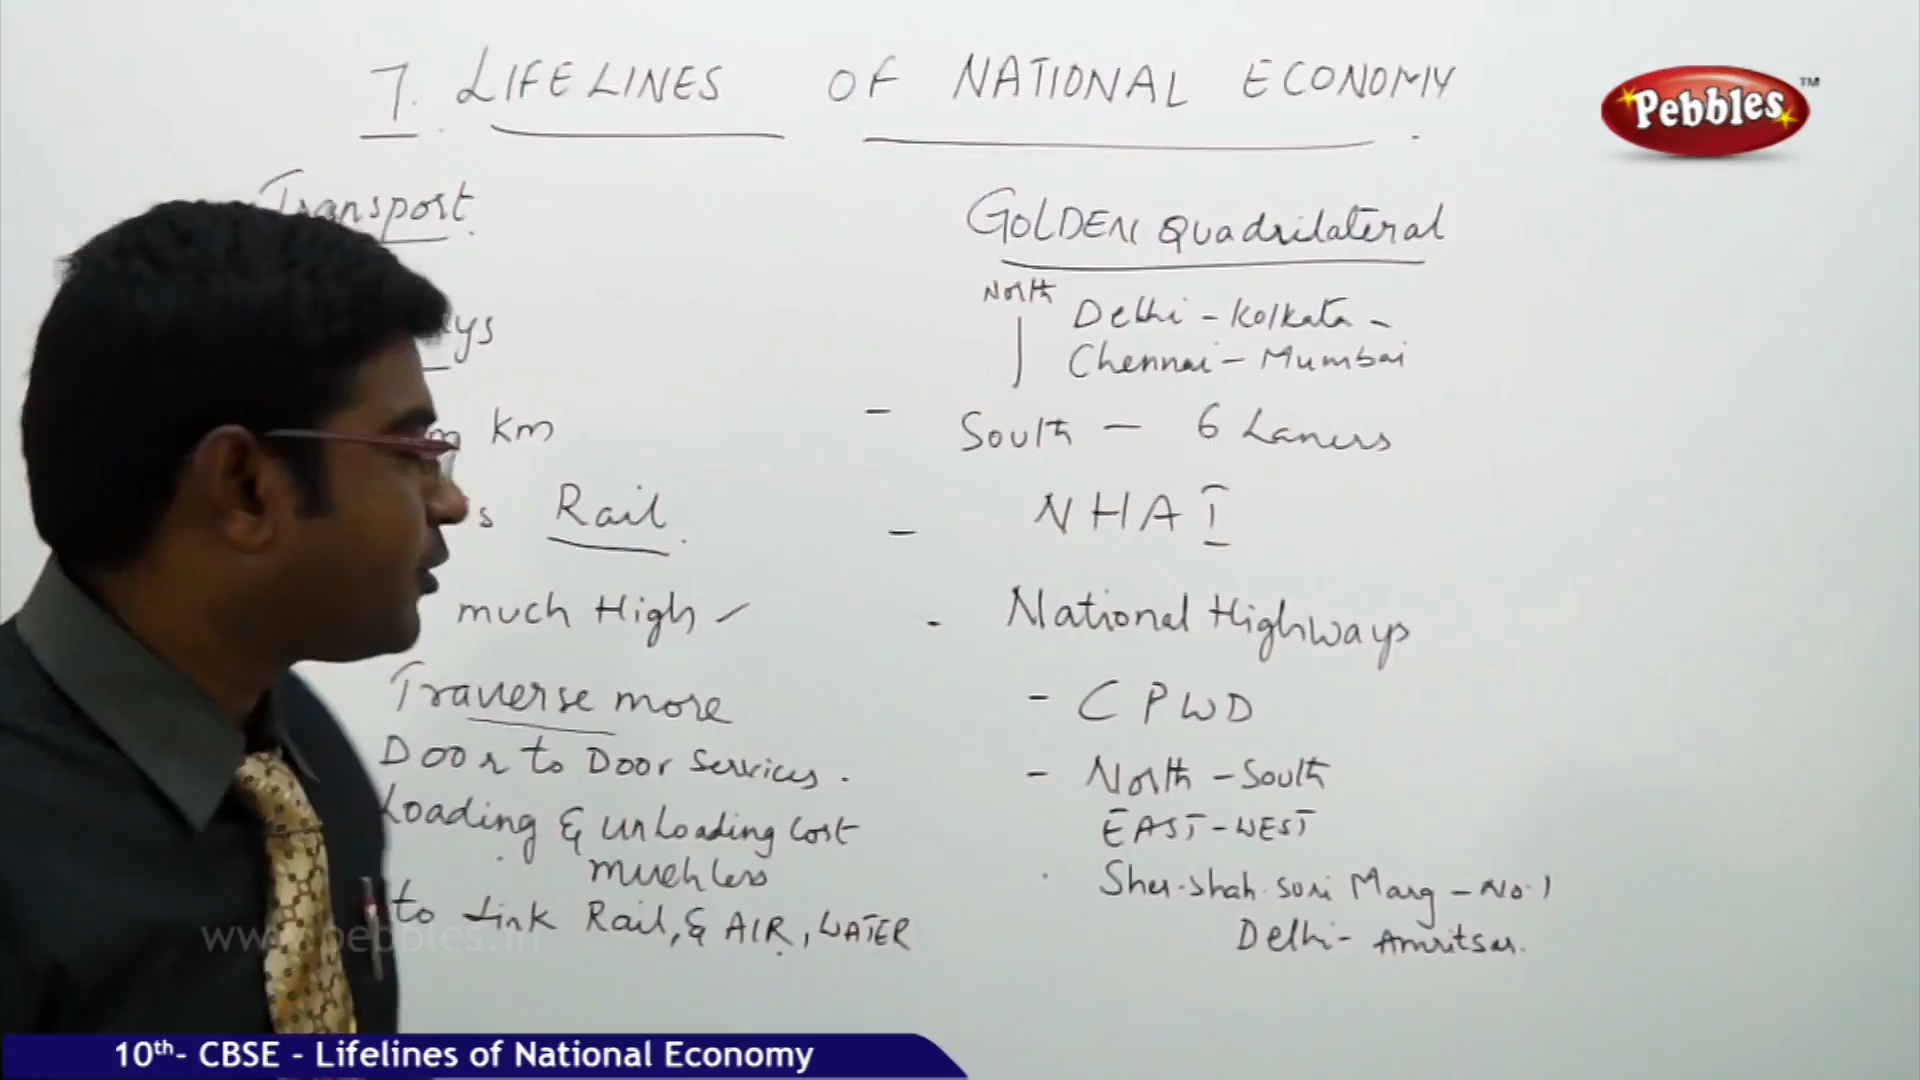 7. LIFELINES OF NATIONAL ECONOMY
Pebbles™
Transport
km
Rail
much High
Traverse more
Door to Door Services.
Loading & unloading Cost
much less
to Link Rail, & AIR, WATER
GOLDEN Quadrilateral
North
Delhi - Kolkata -
Chennai - Mumbai
- South - 6 Laners
- NHAI
. National Highways
- CPWD
- North - South
EAST-WEST
Sher-shah-suri Marg - No.1
Delhi - Amritsar.
www.pebbles.in
10th- CBSE - Lifelines of National Economy